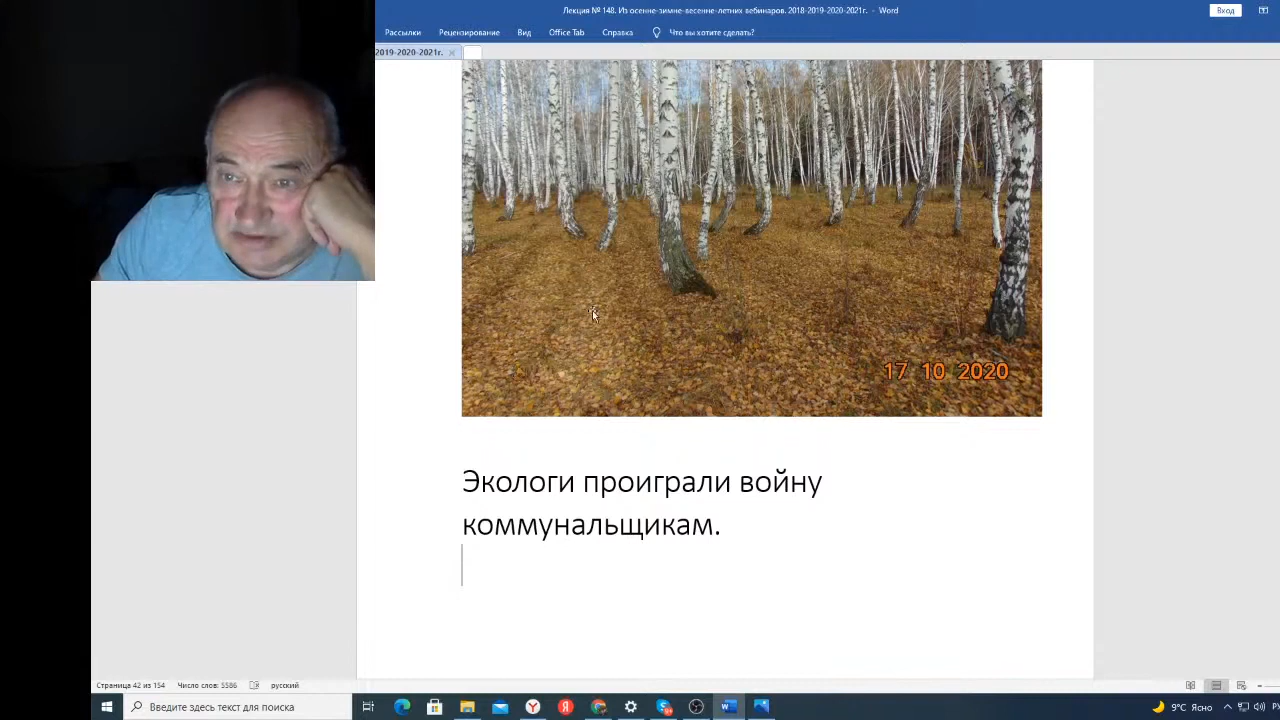 Лекция № 148. Из осенне-зимне-весенне-летних вебинаров. 2018-2019-2020-2021г. - Word
Вход
Рассылки
Рецензирование
Вид
Office Tab
Справка
Что вы хотите сделать?
2019-2020-2021г.
17 10 2020
Экологи проиграли войну
коммунальщикам.
Страница 42 из 154
Число слов: 5586
русский
Введите здесь текст для поиска
9°C Ясно